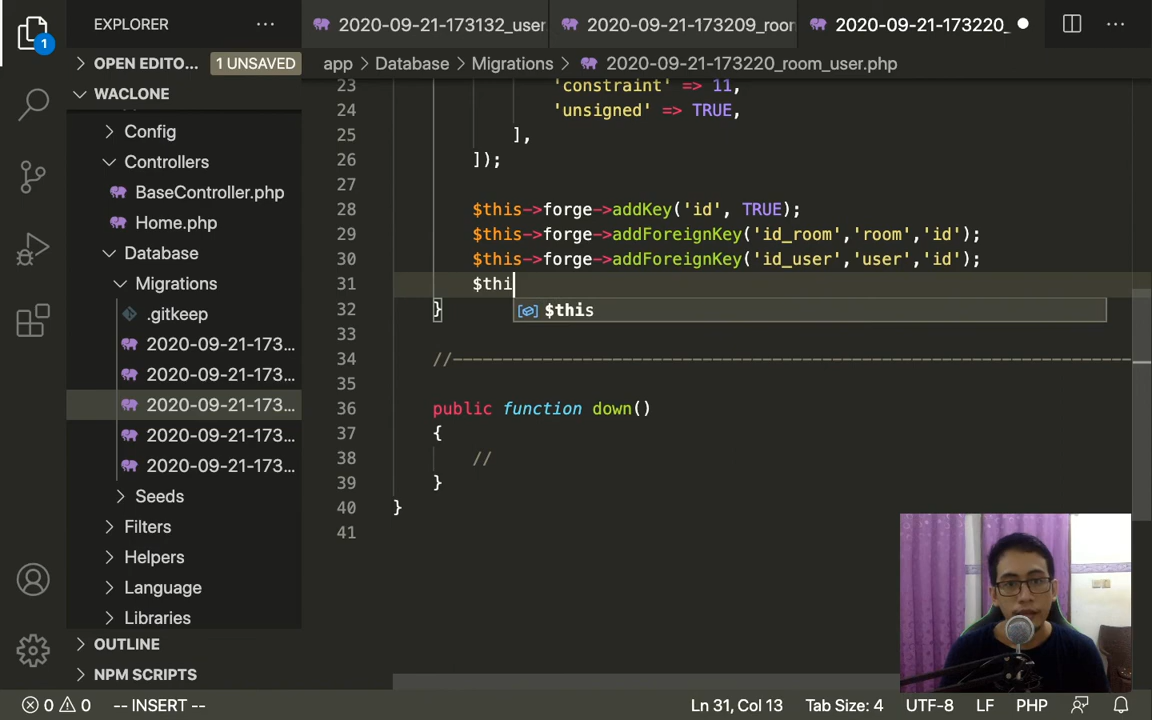 EXPLORER
2020-09-21-173132_user
2020-09-21-173209_room
2020-09-21-173220_
1
OPEN EDITO... 1 UNSAVED
app > Database > Migrations > 2020-09-21-173220_room_user.php
WACLONE
Config
Controllers
BaseController.php
Home.php
Database
Migrations
.gitkeep
2020-09-21-173...
2020-09-21-173...
2020-09-21-173...
2020-09-21-173...
2020-09-21-173...
Seeds
Filters
Helpers
Language
Libraries
OUTLINE
NPM SCRIPTS
23 'constraint' => 11,
24 'unsigned' => TRUE,
25 ],
26 ]);
27
28 $this->forge->addKey('id', TRUE);
29 $this->forge->addForeignKey('id_room','room','id');
30 $this->forge->addForeignKey('id_user','user','id');
31 $thi
$this
32 }
33
34 //--------------------------------------------------------------------
35
36 public function down()
37 {
38 //
39 }
40 }
41
0 0 -- INSERT -- Ln 31, Col 13 Tab Size: 4 UTF-8 LF PHP